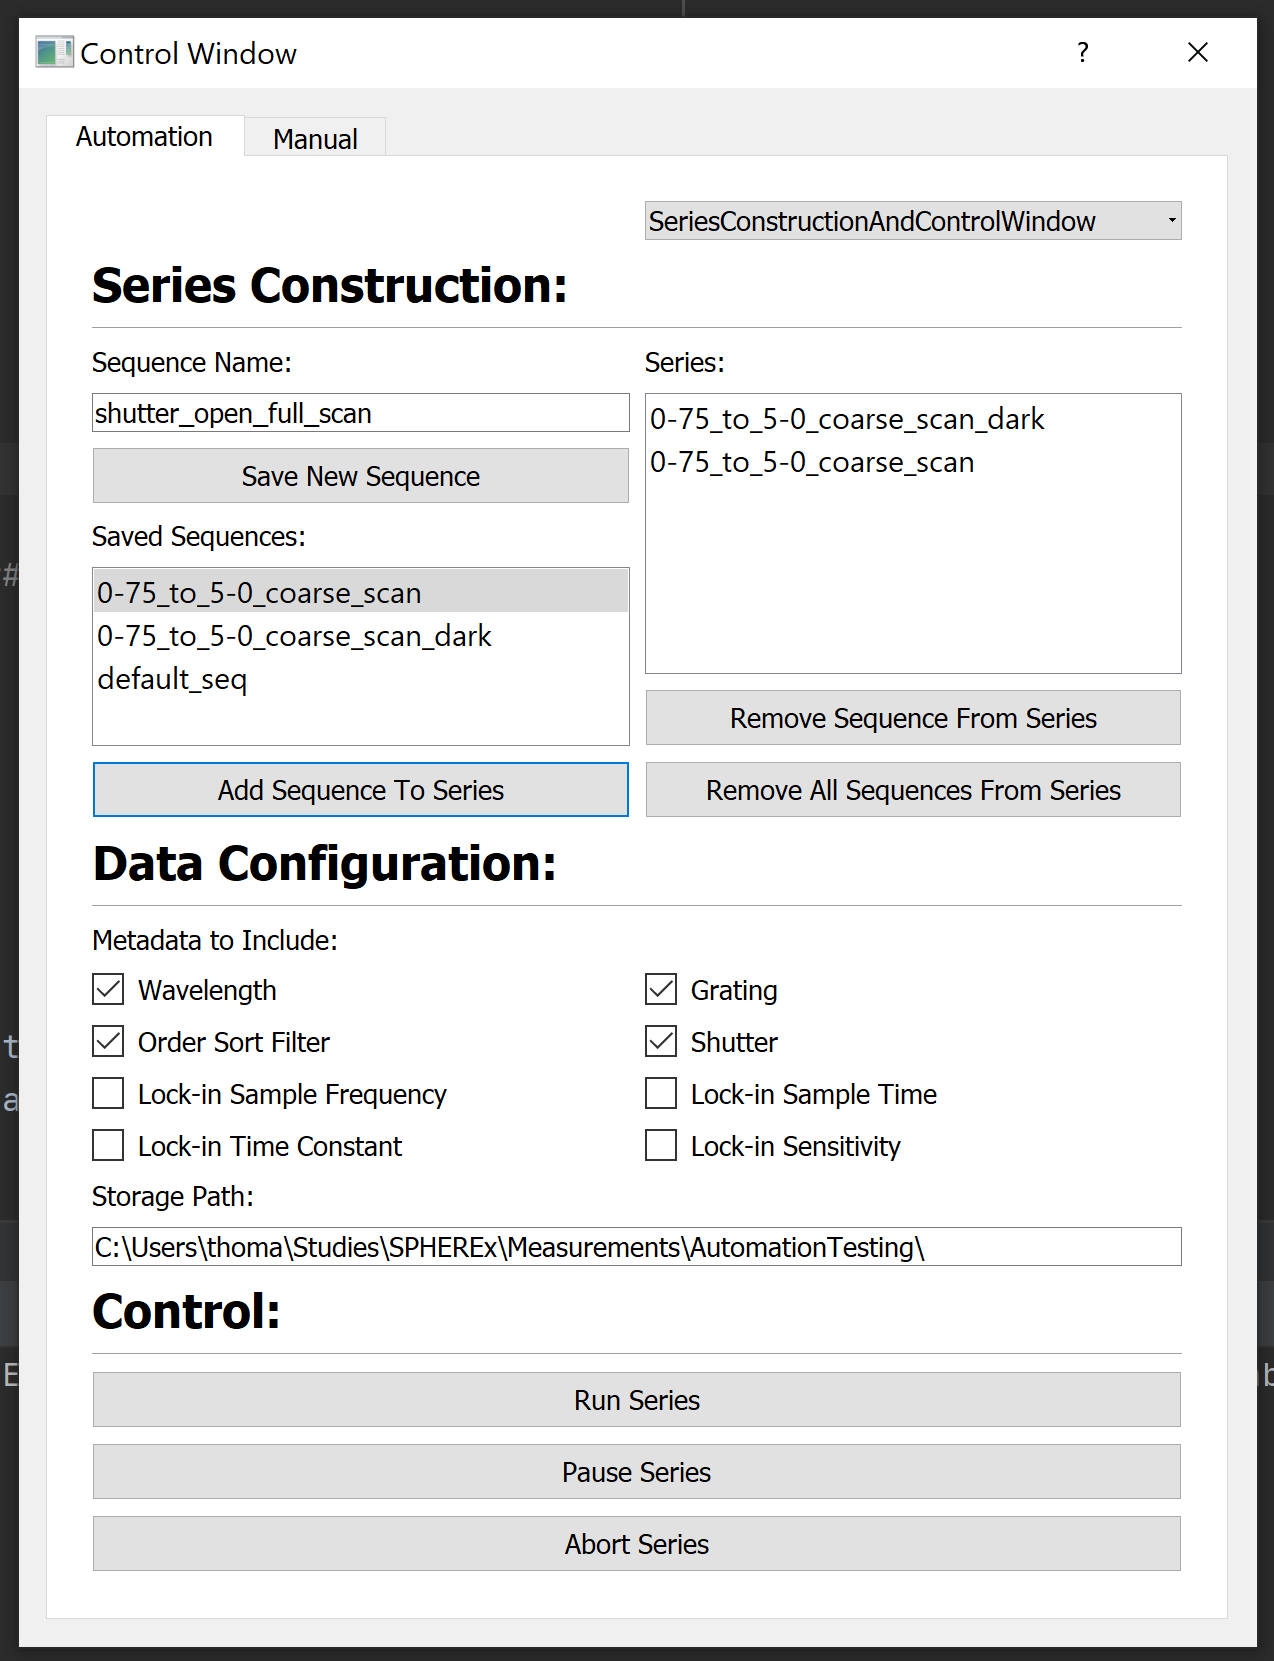 Control Window
?
Automation
Manual
SeriesConstructionAndControlWindow
Series Construction:
Sequence Name:
shutter_open_full_scan
Save New Sequence
Saved Sequences:
0-75_to_5-0_coarse_scan
0-75_to_5-0_coarse_scan_dark
default_seq
Add Sequence To Series
Series:
0-75_to_5-0_coarse_scan_dark
0-75_to_5-0_coarse_scan
Remove Sequence From Series
Remove All Sequences From Series
Data Configuration:
Metadata to Include:
Wavelength
Grating
Order Sort Filter
Shutter
Lock-in Sample Frequency
Lock-in Sample Time
Lock-in Time Constant
Lock-in Sensitivity
Storage Path:
C:\Users\thoma\Studies\SPHEREx\Measurements\AutomationTesting\
Control:
Run Series
Pause Series
Abort Series